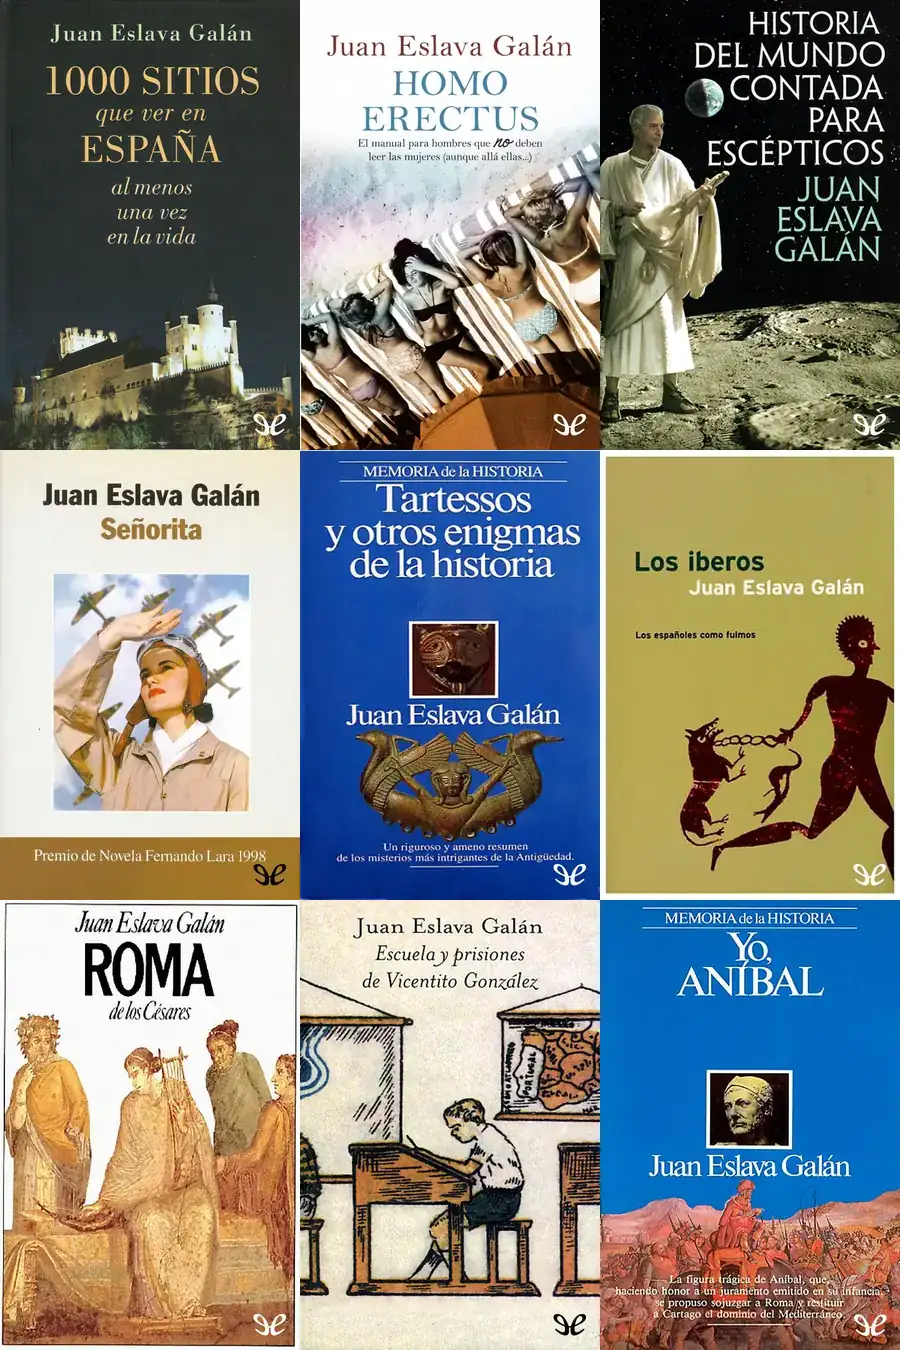 Juan Eslava Galán
1000 SITIOS
que ver en
ESPAÑA
al menos
una vez
en la vida
Juan Eslava Galán
HOMO
ERECTUS
El manual para hombres que no deben
leer las mujeres (aunque allá ellas...)
HISTORIA
DEL MUNDO
CONTADA
PARA
ESCÉPTICOS
JUAN
ESLAVA
GALÁN
Juan Eslava Galán
Señorita
Premio de Novela Fernando Lara 1998
MEMORIA de la HISTORIA
Tartessos
y otros enigmas
de la historia
Juan Eslava Galán
Un riguroso y ameno resumen
de los misterios más intrigantes de la Antigüedad.
Los iberos
Juan Eslava Galán
Los españoles como fuimos
Juan Eslava Galán
ROMA
de los Césares
Juan Eslava Galán
Escuela y prisiones
de Vicentito González
PORTUGAL
MEMORIA de la HISTORIA
Yo,
ANÍBAL
Juan Eslava Galán
La figura trágica de Aníbal, que,
haciendo honor a un juramento emitido en su infancia,
se propuso sojuzgar a Roma y restituir
a Cartago el dominio del Mediterráneo.